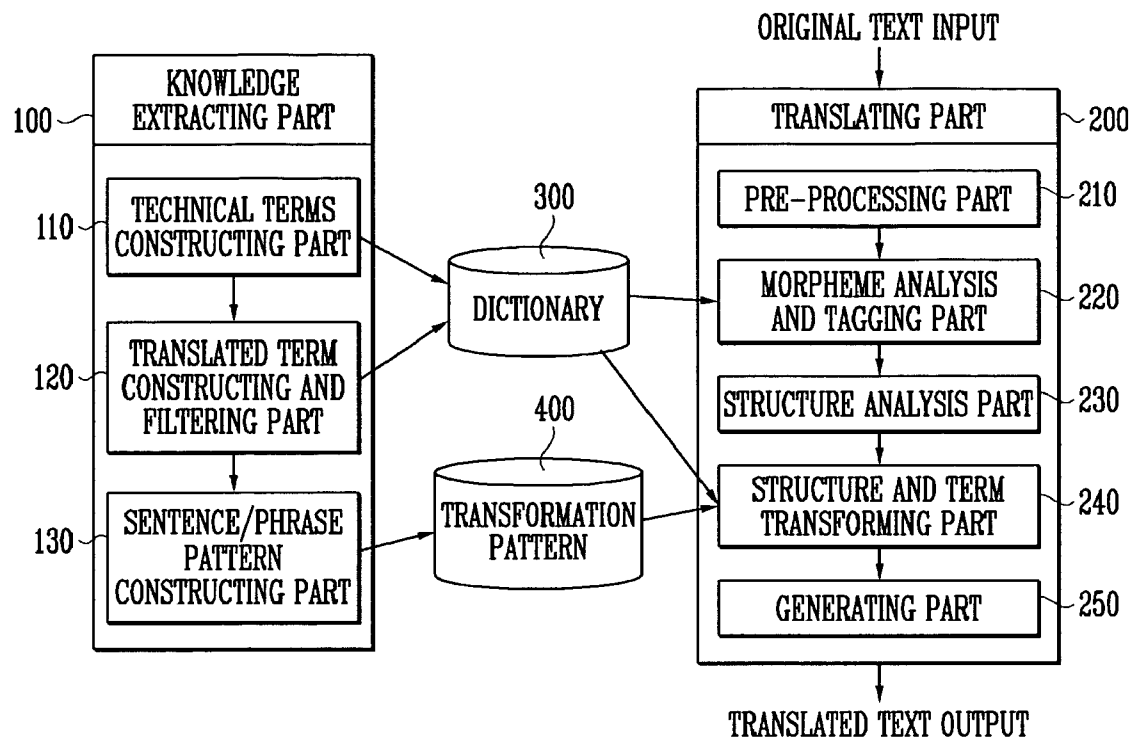 ORIGINAL TEXT INPUT
KNOWLEDGE
EXTRACTING PART
100
TECHNICAL TERMS
CONSTRUCTING PART
110
TRANSLATED TERM
CONSTRUCTING AND
FILTERING PART
120
SENTENCE/PHRASE
PATTERN
CONSTRUCTING PART
130
300
DICTIONARY
400
TRANSFORMATION
PATTERN
TRANSLATING PART
200
PRE-PROCESSING PART
210
MORPHEME ANALYSIS
AND TAGGING PART
220
STRUCTURE ANALYSIS PART
230
STRUCTURE AND TERM
TRANSFORMING PART
240
GENERATING PART
250
TRANSLATED TEXT OUTPUT